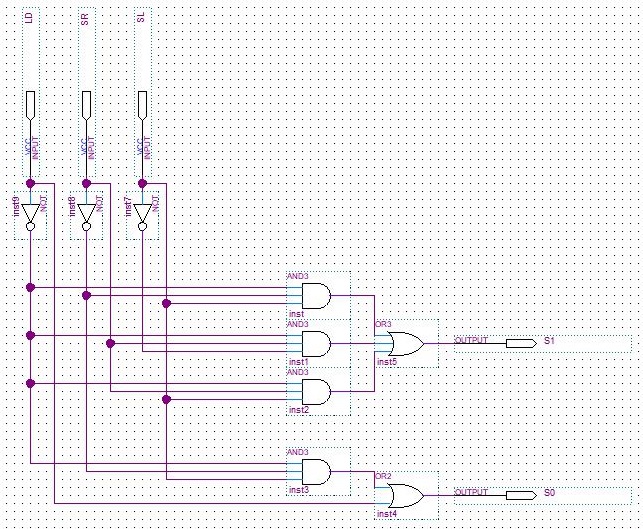 LD
SR
SL
VCC
INPUT
VCC
INPUT
VCC
INPUT
inst9
NOT
inst8
NOT
inst7
NOT
AND3
inst
AND3
inst1
AND3
inst2
OR3
inst5
OUTPUT
S1
AND3
inst3
OR2
inst4
OUTPUT
S0